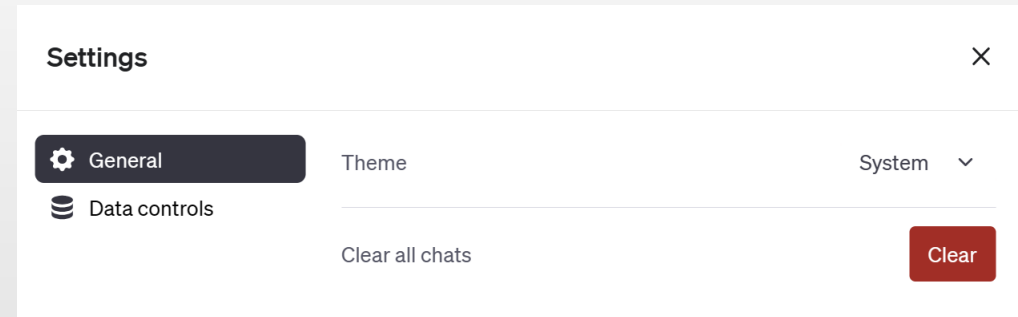 Settings
General
Theme
System
Data controls
Clear all chats
Clear